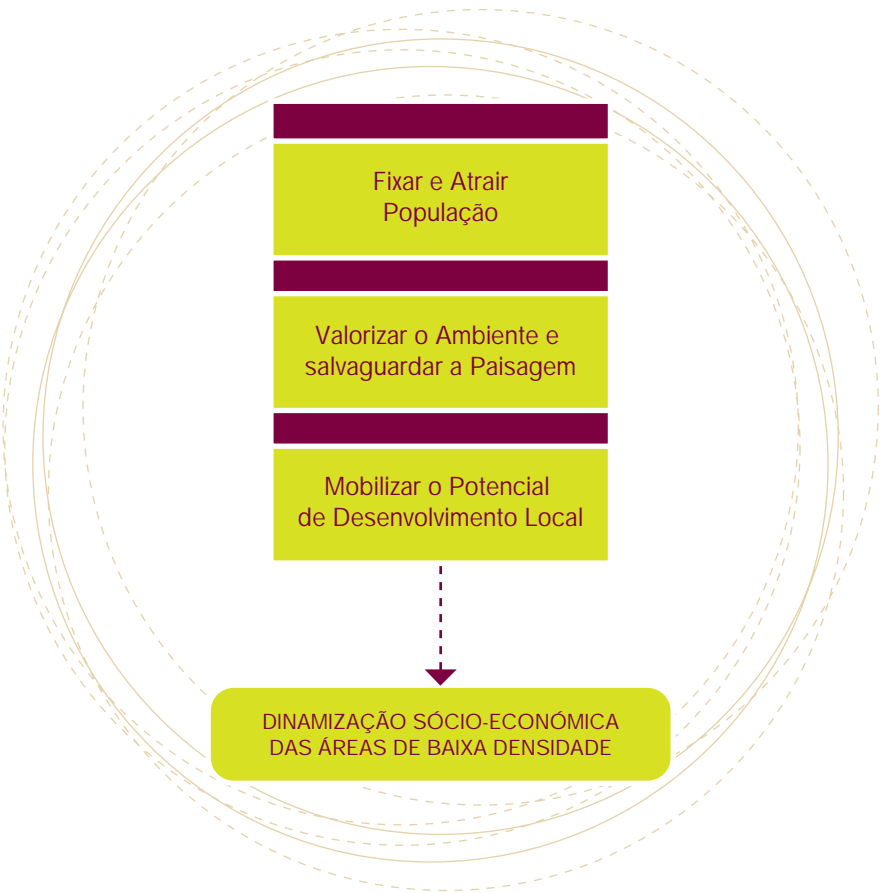 Fixar e Atrair
População
Valorizar o Ambiente e
salvaguardar a Paisagem
Mobilizar o Potencial
de Desenvolvimento Local
DINAMIZAÇÃO SÓCIO-ECONÓMICA
DAS ÁREAS DE BAIXA DENSIDADE